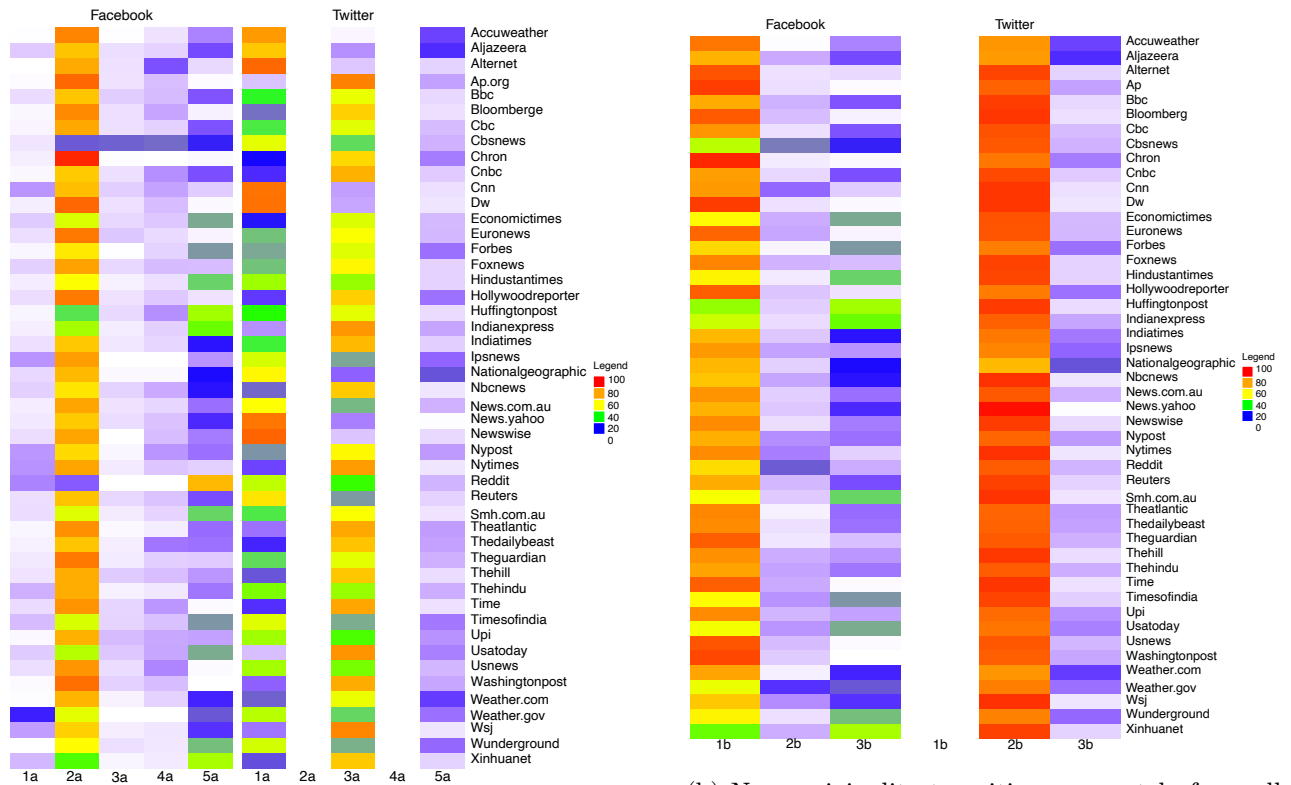 Facebook
Twitter
Accuweather
Aljazeera
Alternet
Ap.org
Bbc
Bloomberge
Cbc
Cbsnews
Chron
Cnbc
Cnn
Dw
Economictimes
Euronews
Forbes
Foxnews
Hindustantimes
Hollywoodreporter
Huffingtonpost
Indianexpress
Indiatimes
Ipsnews
Nationalgeographic
Nbcnews
News.com.au
News.yahoo
Newswise
Nypost
Nytimes
Reddit
Reuters
Smh.com.au
Theatlantic
Thedailybeast
Theguardian
Thehill
Thehindu
Time
Timesofindia
Upi
Usatoday
Usnews
Washingtonpost
Weather.com
Weather.gov
Wsj
Wunderground
Xinhuanet
1a 2a 3a 4a 5a 1a 2a 3a 4a 5a
Legend
100
80
60
40
20
0
Facebook
Twitter
Accuweather
Aljazeera
Alternet
Ap
Bbc
Bloomberg
Cbc
Cbsnews
Chron
Cnbc
Cnn
Dw
Economictimes
Euronews
Forbes
Foxnews
Hindustantimes
Hollywoodreporter
Huffingtonpost
Indianexpress
Indiatimes
Ipsnews
Nationalgeographic
Nbcnews
News.com.au
News.yahoo
Newswise
Nypost
Nytimes
Reddit
Reuters
Smh.com.au
Theatlantic
Thedailybeast
Theguardian
Thehill
Thehindu
Time
Timesofindia
Upi
Usatoday
Usnews
Washingtonpost
Weather.com
Weather.gov
Wsj
Wunderground
Xinhuanet
1b 2b 3b 1b 2b 3b
Legend
100
80
60
40
20
0